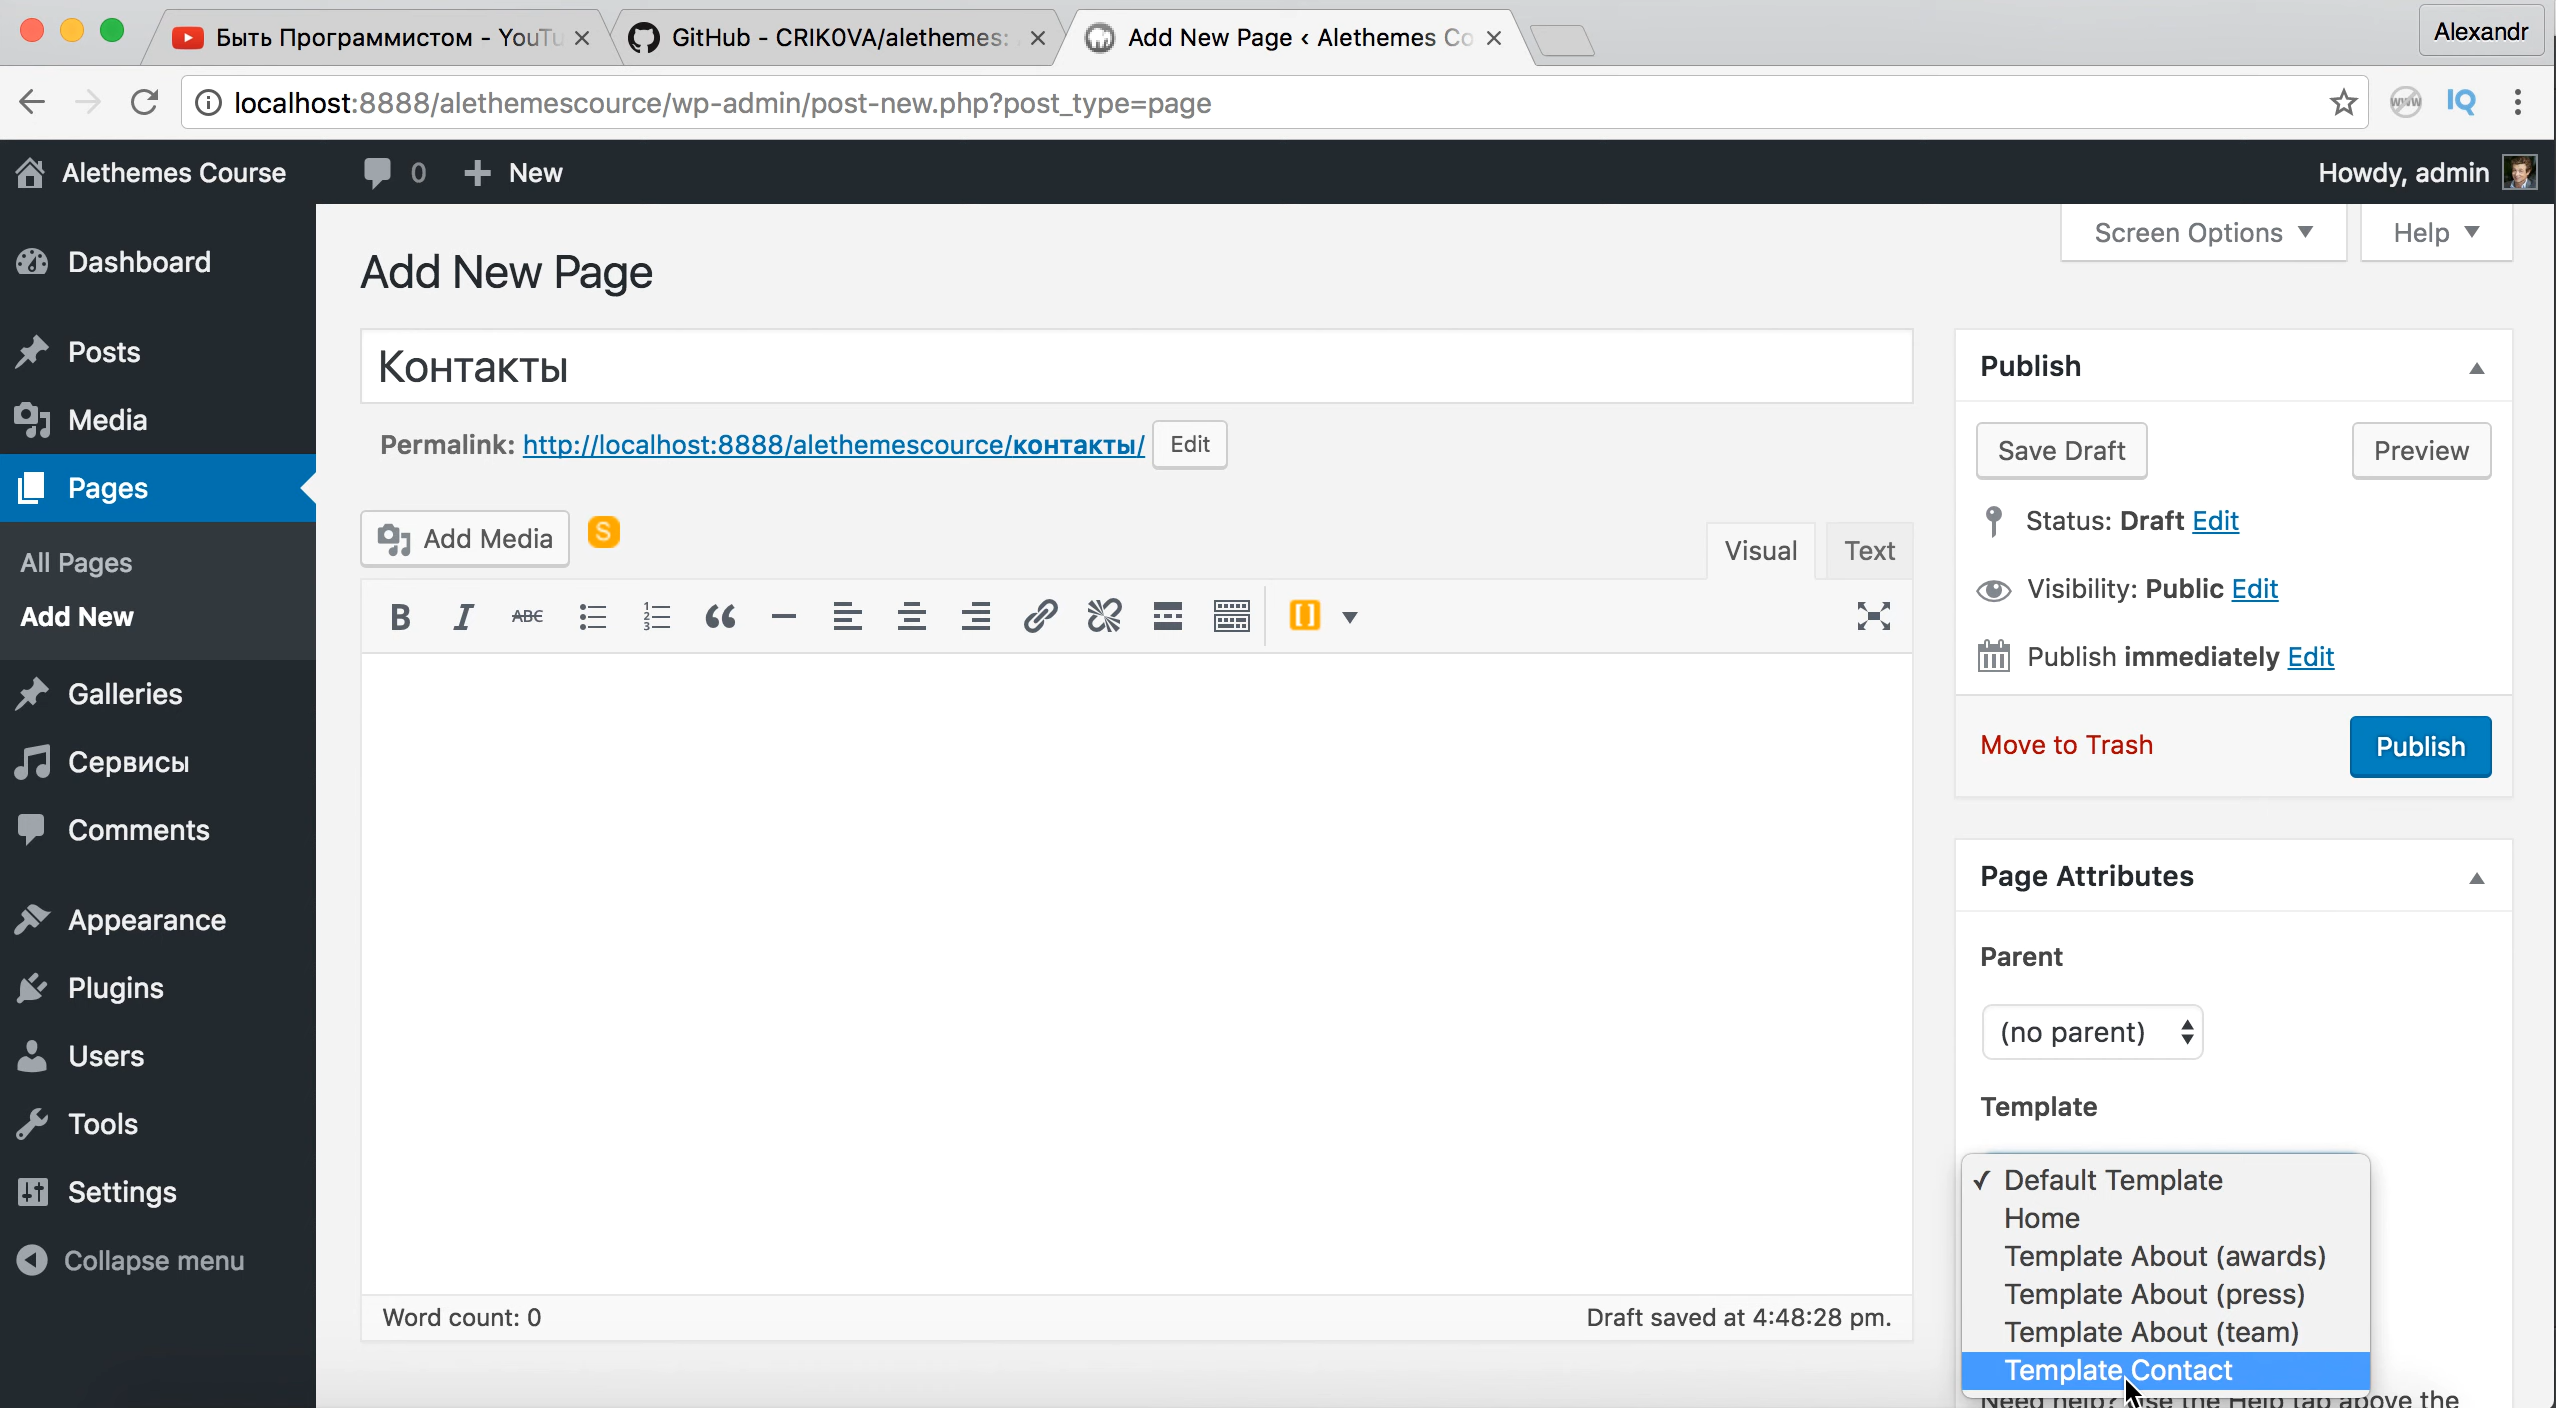 Быть Программистом - YouTu
GitHub - CRIK0VA/alethemes:
Add New Page ‹ Alethemes Co
Alexandr
localhost:8888/alethemescource/wp-admin/post-new.php?post_type=page
WWW
IQ
Alethemes Course
0
New
Howdy, admin
Screen Options
Help
Dashboard
Posts
Media
Pages
All Pages
Add New
Galleries
Сервисы
Comments
Appearance
Plugins
Users
Tools
Settings
Collapse menu
Add New Page
Контакты
Permalink: http://localhost:8888/alethemescource/контакты/ Edit
Add Media
S
Visual
Text
B I ABC
Word count: 0
Draft saved at 4:48:28 pm.
Publish
Save Draft
Preview
Status: Draft Edit
Visibility: Public Edit
Publish immediately Edit
Move to Trash
Publish
Page Attributes
Parent
(no parent)
Template
✓ Default Template
Home
Template About (awards)
Template About (press)
Template About (team)
Template Contact
Need help? Use the Help tab above the